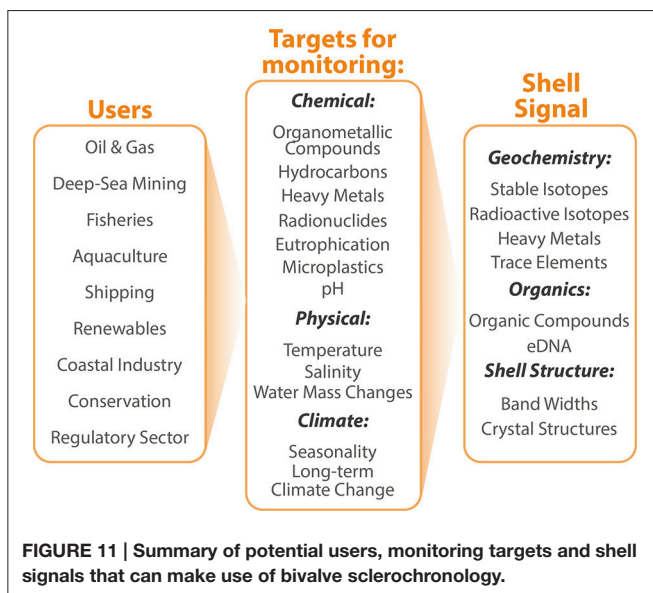 Users
Oil & Gas
Deep-Sea Mining
Fisheries
Aquaculture
Shipping
Renewables
Coastal Industry
Conservation
Regulatory Sector
Targets for
monitoring:
Chemical:
Organometallic
Compounds
Hydrocarbons
Heavy Metals
Radionuclides
Eutrophication
Microplastics
pH
Physical:
Temperature
Salinity
Water Mass Changes
Climate:
Seasonality
Long-term
Climate Change
Shell
Signal
Geochemistry:
Stable Isotopes
Radioactive Isotopes
Heavy Metals
Trace Elements
Organics:
Organic Compounds
eDNA
Shell Structure:
Band Widths
Crystal Structures
FIGURE 11 | Summary of potential users, monitoring targets and shell
signals that can make use of bivalve sclerochronology.